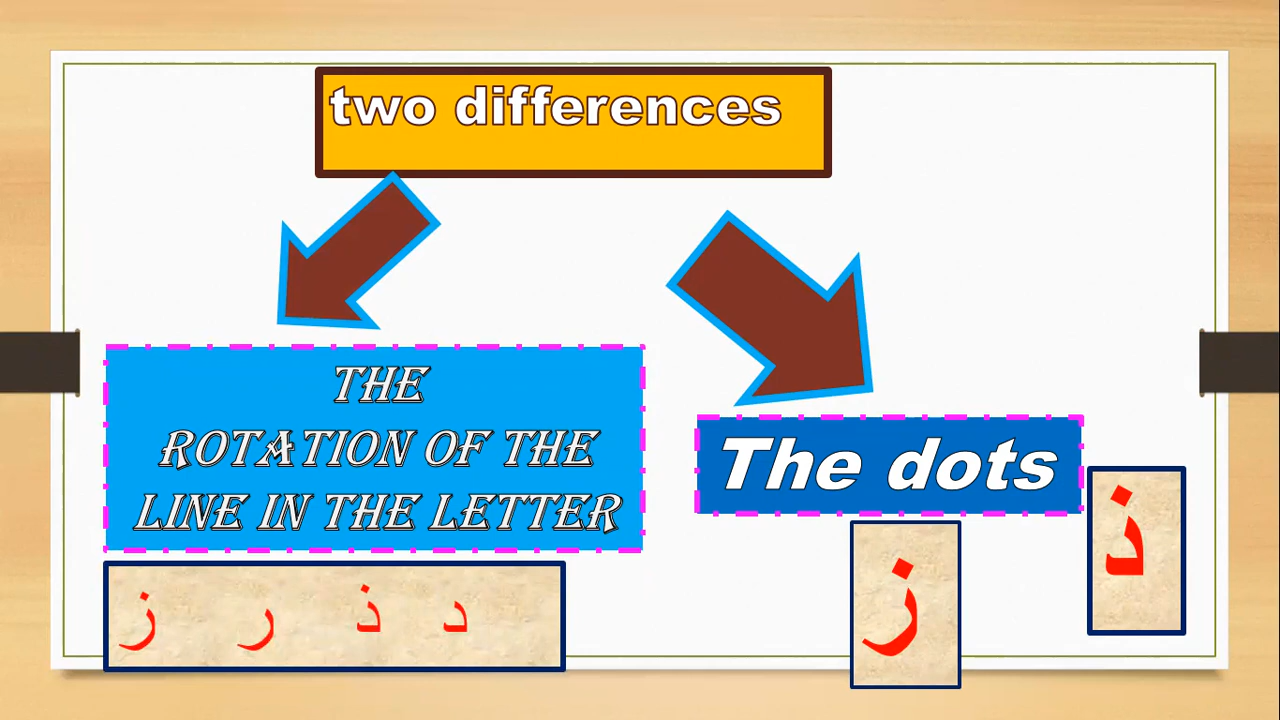 two differences
THE
ROTATION OF THE
LINE IN THE LETTER
The dots
د ذ ر ز
ز
ذ